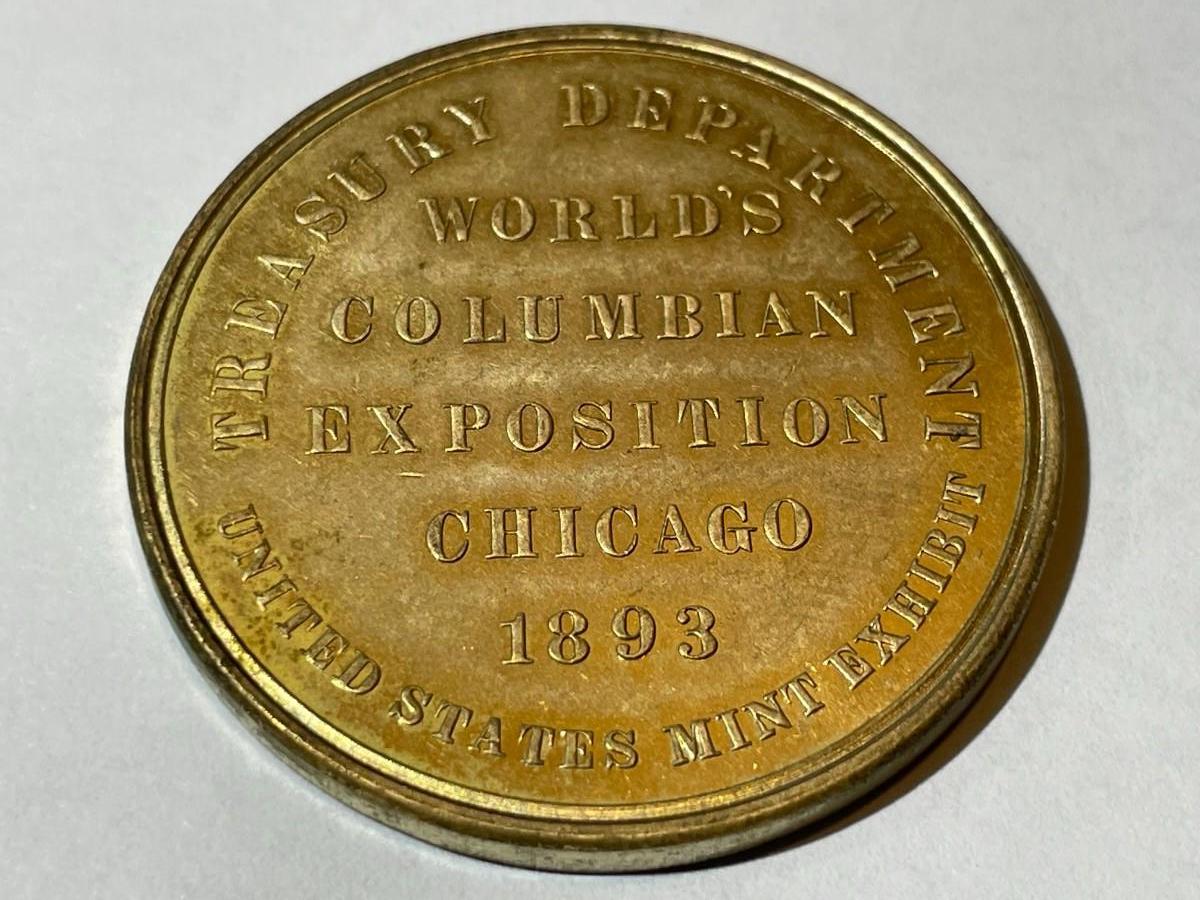 TREASURY DEPARTMENT
WORLD'S
COLUMBIAN
EXPOSITION
CHICAGO
1893
UNITED STATES MINT EXHIBIT